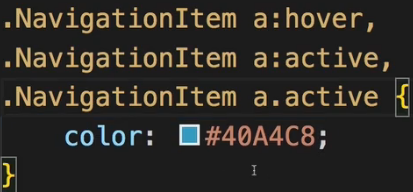 .NavigationItem a:hover,
.NavigationItem a:active,
.NavigationItem a.active {
color: #40A4C8;
}